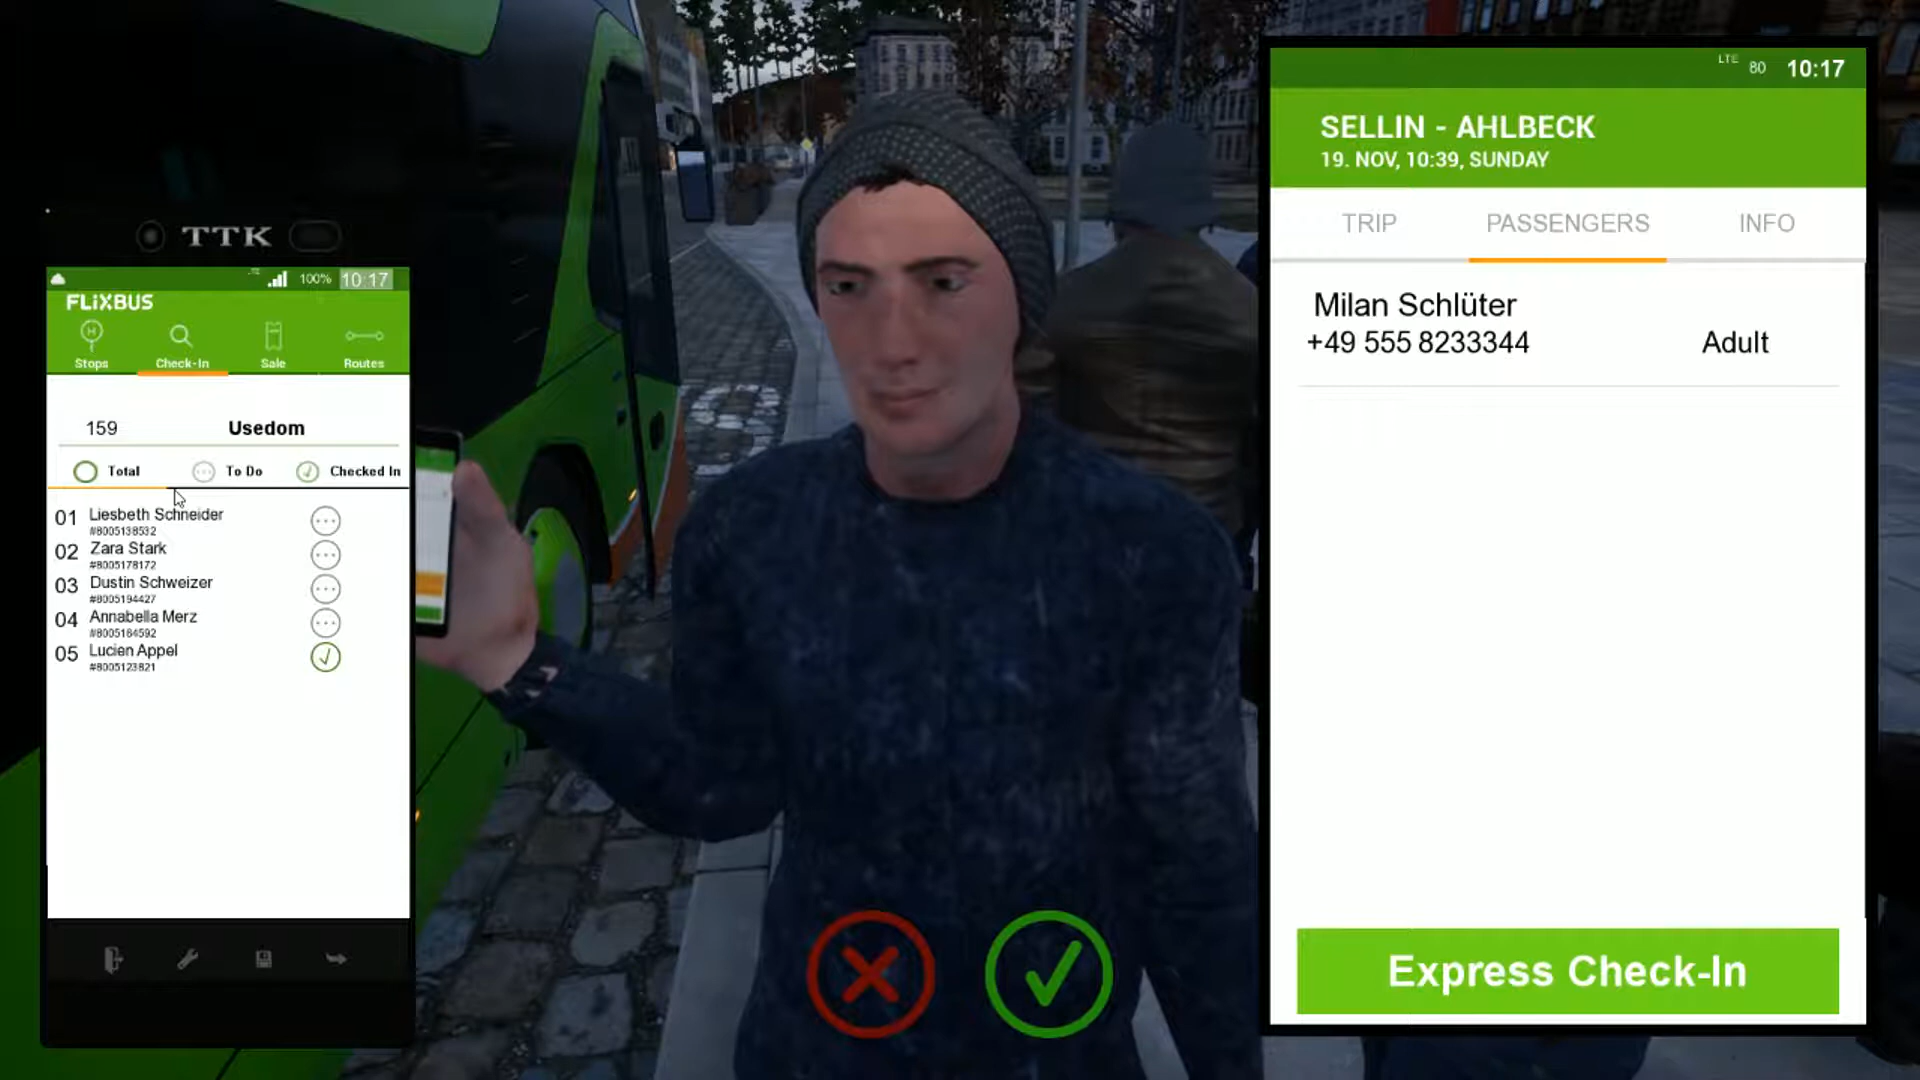 TTK
100% 10:17
FLiXBUS
Stops Check-In Sale Routes
159 Usedom
Total To Do Checked In
01 Liesbeth Schneider
#8005138532
02 Zara Stark
#8005178172
03 Dustin Schweizer
#8005194427
04 Annabella Merz
#8005164592
05 Lucien Appel
#8005123821
LTE 80 10:17
SELLIN - AHLBECK
19. NOV, 10:39, SUNDAY
TRIP PASSENGERS INFO
Milan Schlüter
+49 555 8233344 Adult
Express Check-In